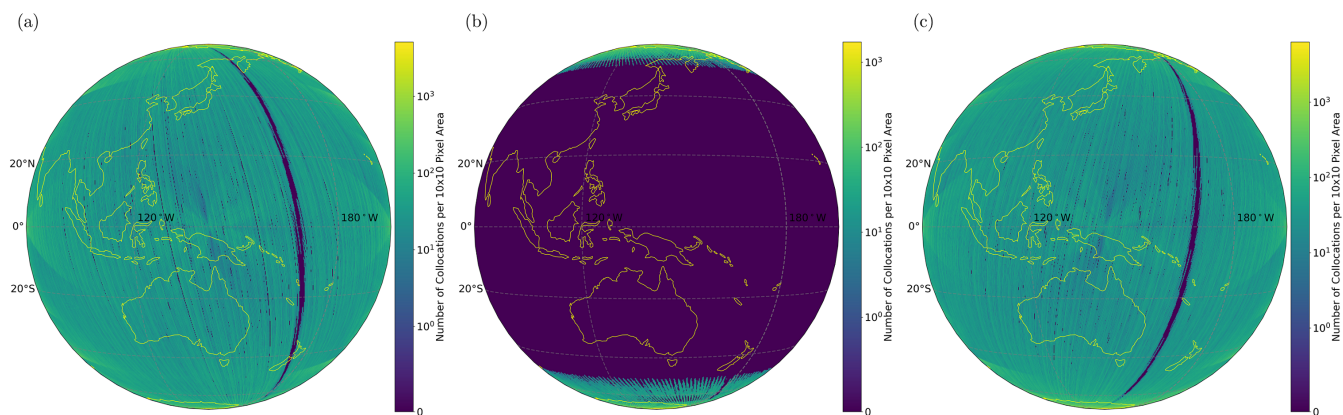 (a)
(b)
(c)
20°N
0°
20°S
120°W
180°W
10³
10²
10¹
10⁰
0
Number of Collocations per 10x10 Pixel Area
20°N
0°
20°S
120°W
180°W
10³
10²
10¹
10⁰
0
Number of Collocations per 10x10 Pixel Area
20°N
0°
20°S
120°W
180°W
10³
10²
10¹
10⁰
0
Number of Collocations per 10x10 Pixel Area